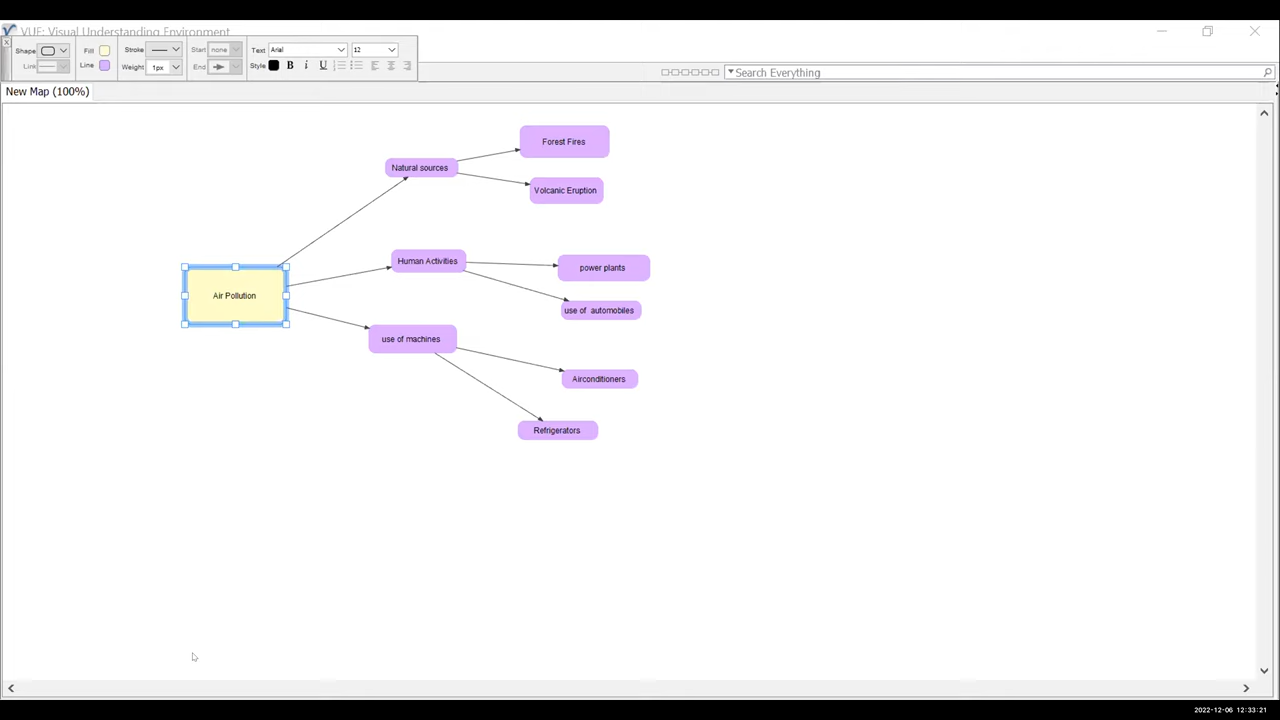 VUE: Visual Understanding Environment
Shape: Fill: Stroke: Start: none Text Arial 12
Link: Line: Weight: 1px End: Style: B i U
Search Everything
New Map (100%)
Forest Fires
Natural sources
Volcanic Eruption
Human Activities
power plants
Air Pollution
use of automobiles
use of machines
Airconditioners
Refrigerators
2022-12-06 12:33:21